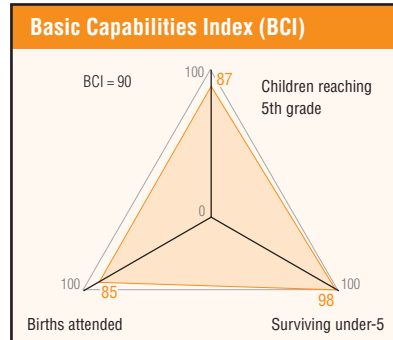 Basic Capabilities Index (BCI)
BCI = 90
100
87
Children reaching
5th grade
0
100
85
100
98
Births attended
Surviving under-5